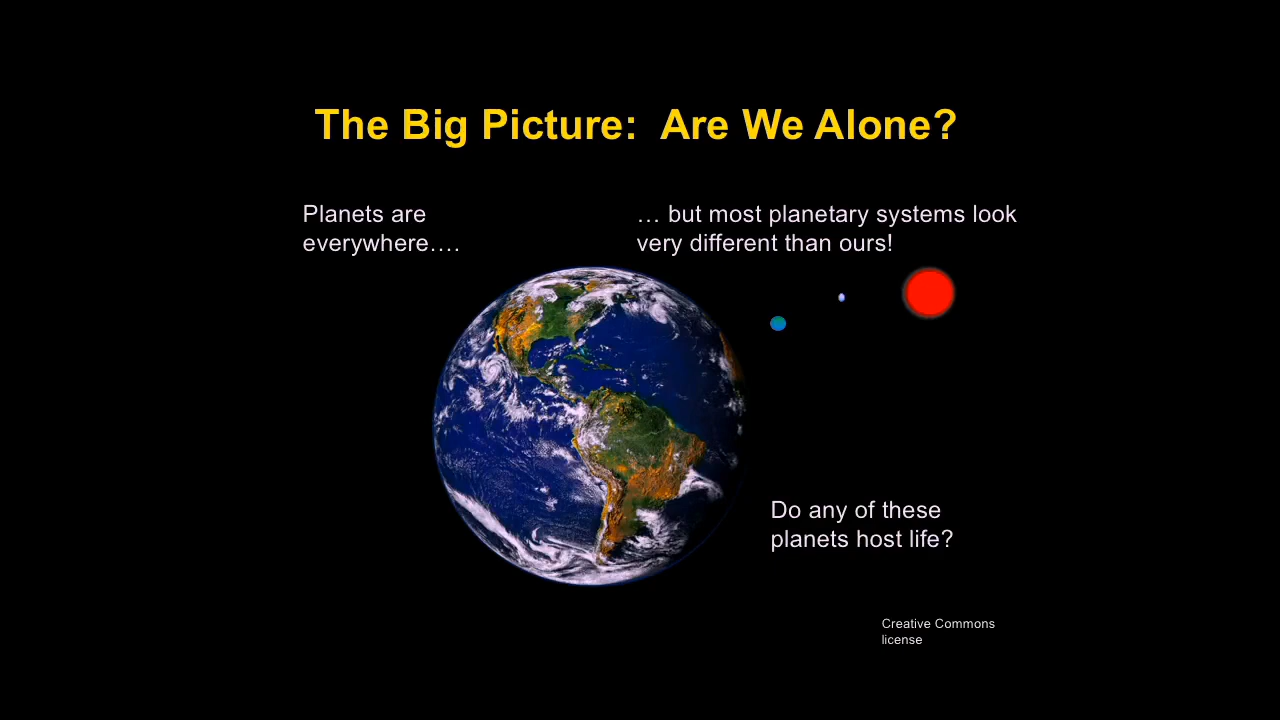 The Big Picture:  Are We Alone?
Planets are
everywhere….
… but most planetary systems look
very different than ours!
Do any of these
planets host life?
Creative Commons
license